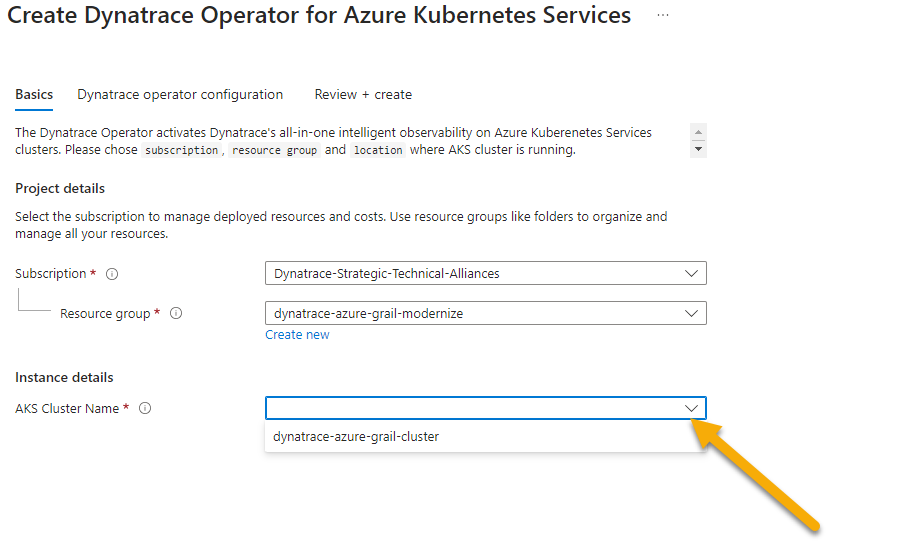 Create Dynatrace Operator for Azure Kubernetes Services ...
Basics Dynatrace operator configuration Review + create
The Dynatrace Operator activates Dynatrace's all-in-one intelligent observability on Azure Kuberenetes Services
clusters. Please chose subscription, resource group and location where AKS cluster is running.
Project details
Select the subscription to manage deployed resources and costs. Use resource groups like folders to organize and
manage all your resources.
Subscription * Dynatrace-Strategic-Technical-Alliances
Resource group * dynatrace-azure-grail-modernize
Create new
Instance details
AKS Cluster Name *
dynatrace-azure-grail-cluster